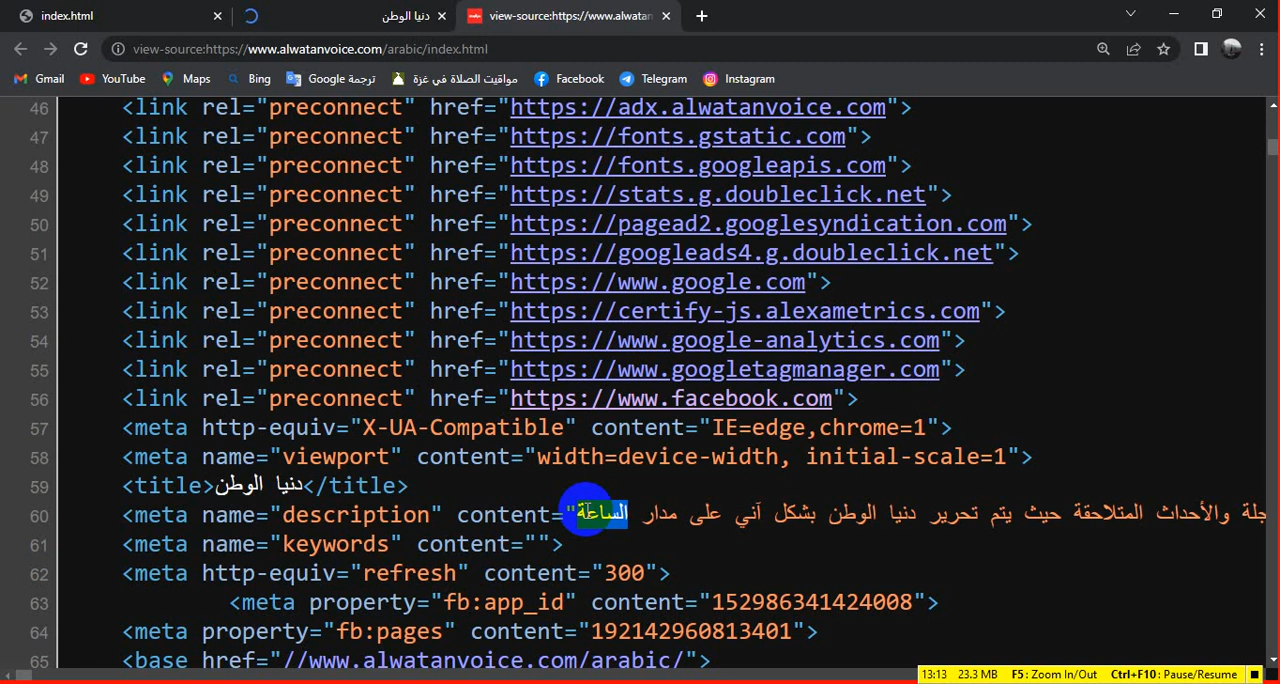 index.html
دنيا الوطن
view-source:https://www.alwatan
view-source:https://www.alwatanvoice.com/arabic/index.html
Gmail
YouTube
Maps
Bing
ترجمة Google
مواقيت الصلاة في غزة
Facebook
Telegram
Instagram
46 <link rel="preconnect" href="https://adx.alwatanvoice.com">
47 <link rel="preconnect" href="https://fonts.gstatic.com">
48 <link rel="preconnect" href="https://fonts.googleapis.com">
49 <link rel="preconnect" href="https://stats.g.doubleclick.net">
50 <link rel="preconnect" href="https://pagead2.googlesyndication.com">
51 <link rel="preconnect" href="https://googleads4.g.doubleclick.net">
52 <link rel="preconnect" href="https://www.google.com">
53 <link rel="preconnect" href="https://certify-js.alexametrics.com">
54 <link rel="preconnect" href="https://www.google-analytics.com">
55 <link rel="preconnect" href="https://www.googletagmanager.com">
56 <link rel="preconnect" href="https://www.facebook.com">
57 <meta http-equiv="X-UA-Compatible" content="IE=edge,chrome=1">
58 <meta name="viewport" content="width=device-width, initial-scale=1">
59 <title>دنيا الوطن</title>
60 <meta name="description" content="جلة والأحداث المتلاحقة حيث يتم تحرير دنيا الوطن بشكل آني على مدار الساعة
61 <meta name="keywords" content="">
62 <meta http-equiv="refresh" content="300">
63 <meta property="fb:app_id" content="152986341424008">
64 <meta property="fb:pages" content="192142960813401">
65 <base href="//www.alwatanvoice.com/arabic/">
13:13 23.3 MB F5: Zoom In/Out Ctrl+F10: Pause/Resume